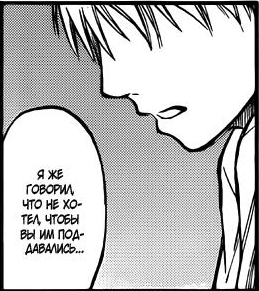 Я ЖЕ
ГОВОРИЛ,
ЧТО НЕ ХО-
ТЕЛ, ЧТОБЫ
ВЫ ИМ ПОД-
ДАВАЛИСЬ...